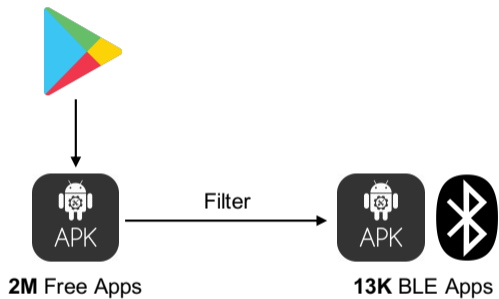 APK
Filter
APK
2M Free Apps
13K BLE Apps